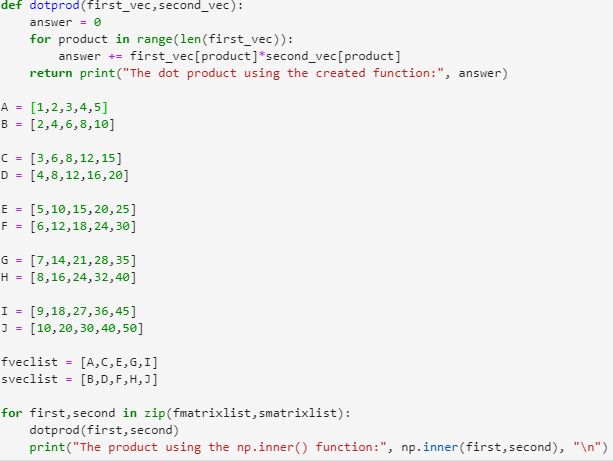 def dotprod(first_vec,second_vec):
    answer = 0
    for product in range(len(first_vec)):
        answer += first_vec[product]*second_vec[product]
    return print("The dot product using the created function:", answer)

A = [1,2,3,4,5]
B = [2,4,6,8,10]

C = [3,6,8,12,15]
D = [4,8,12,16,20]

E = [5,10,15,20,25]
F = [6,12,18,24,30]

G = [7,14,21,28,35]
H = [8,16,24,32,40]

I = [9,18,27,36,45]
J = [10,20,30,40,50]

fveclist = [A,C,E,G,I]
sveclist = [B,D,F,H,J]

for first,second in zip(fmatrixlist,smatrixlist):
    dotprod(first,second)
    print("The product using the np.inner() function:", np.inner(first,second), "\n")